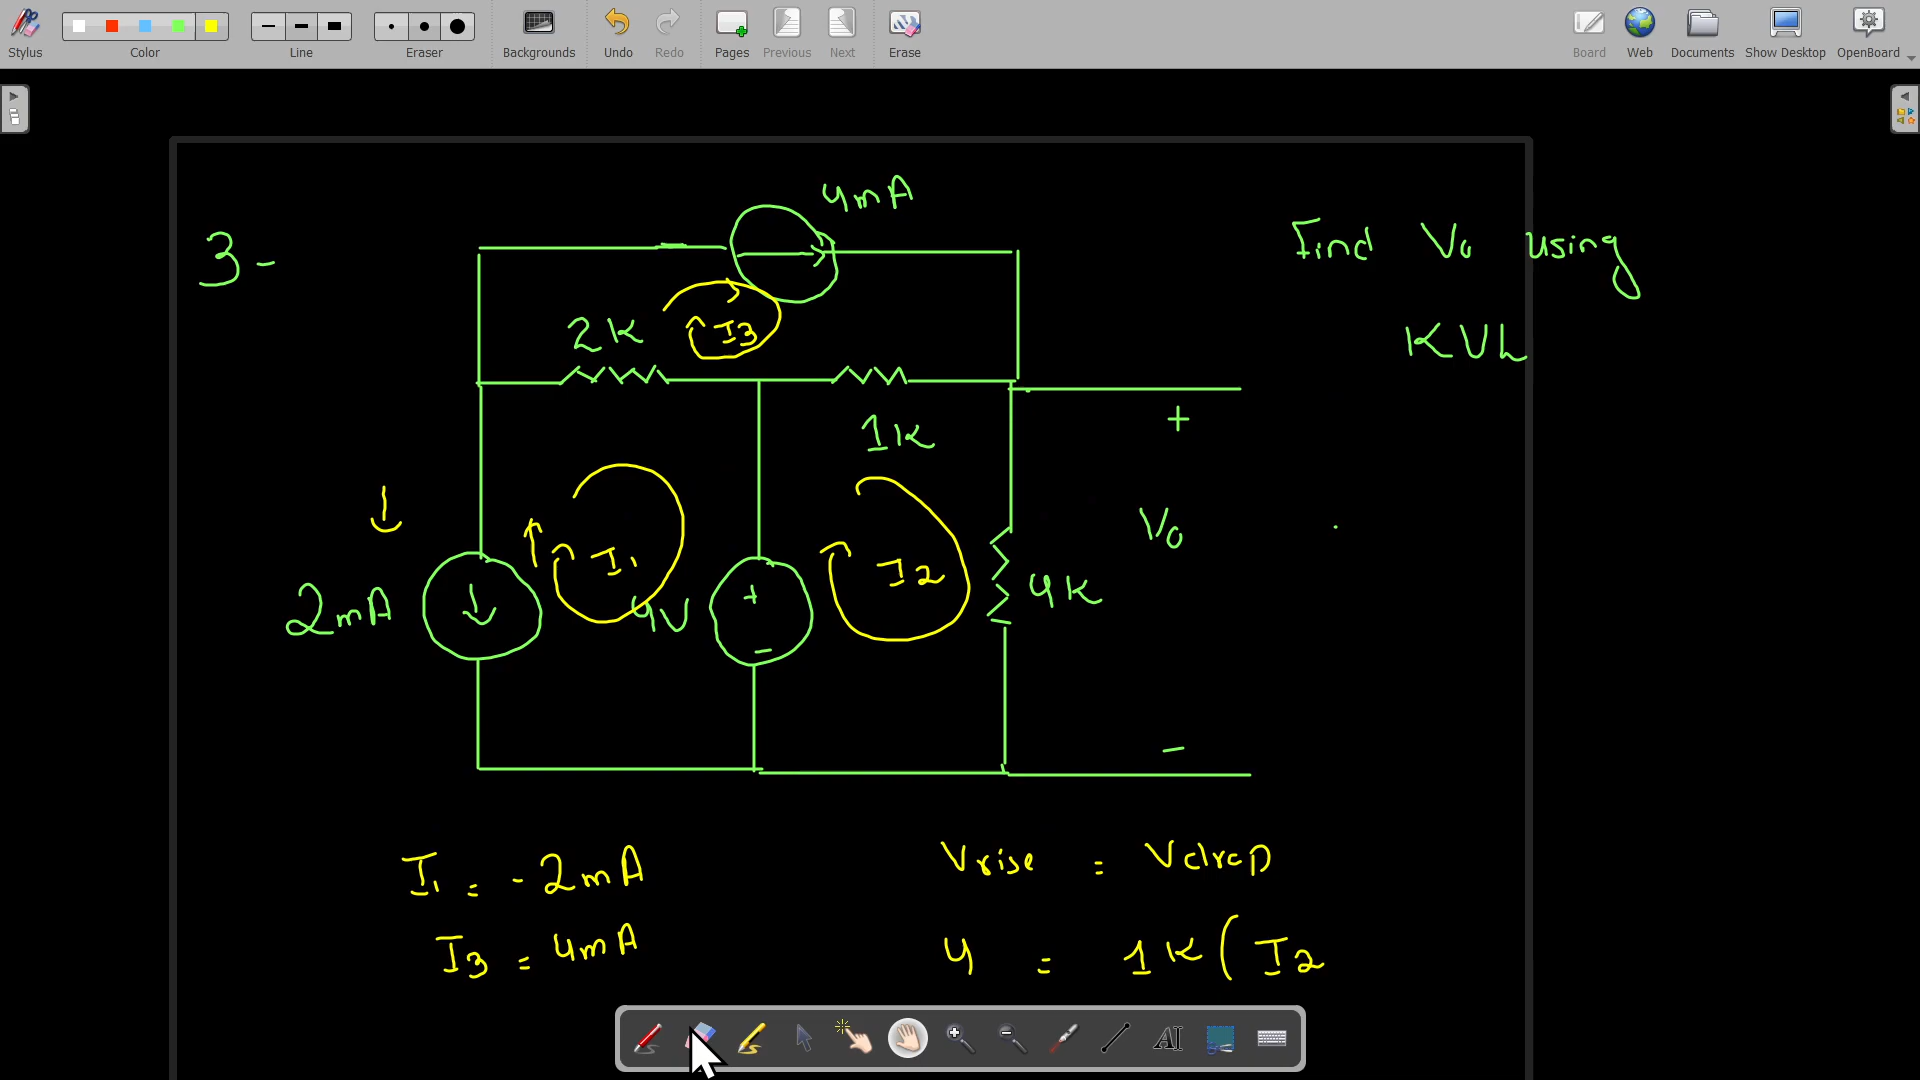 Stylus
Color
Line
Eraser
Backgrounds
Undo
Redo
Pages
Previous
Next
Erase
Board
Web
Documents
Show Desktop
OpenBoard
3-
4mA
Find Vo using
KVL
I3
2K
1K
+
Vo
-
2mA
I1
4V
+
-
I2
4K
I1 = -2mA
I3 = 4mA
Vrise = Vdrop
4 = 1K ( I2
AI